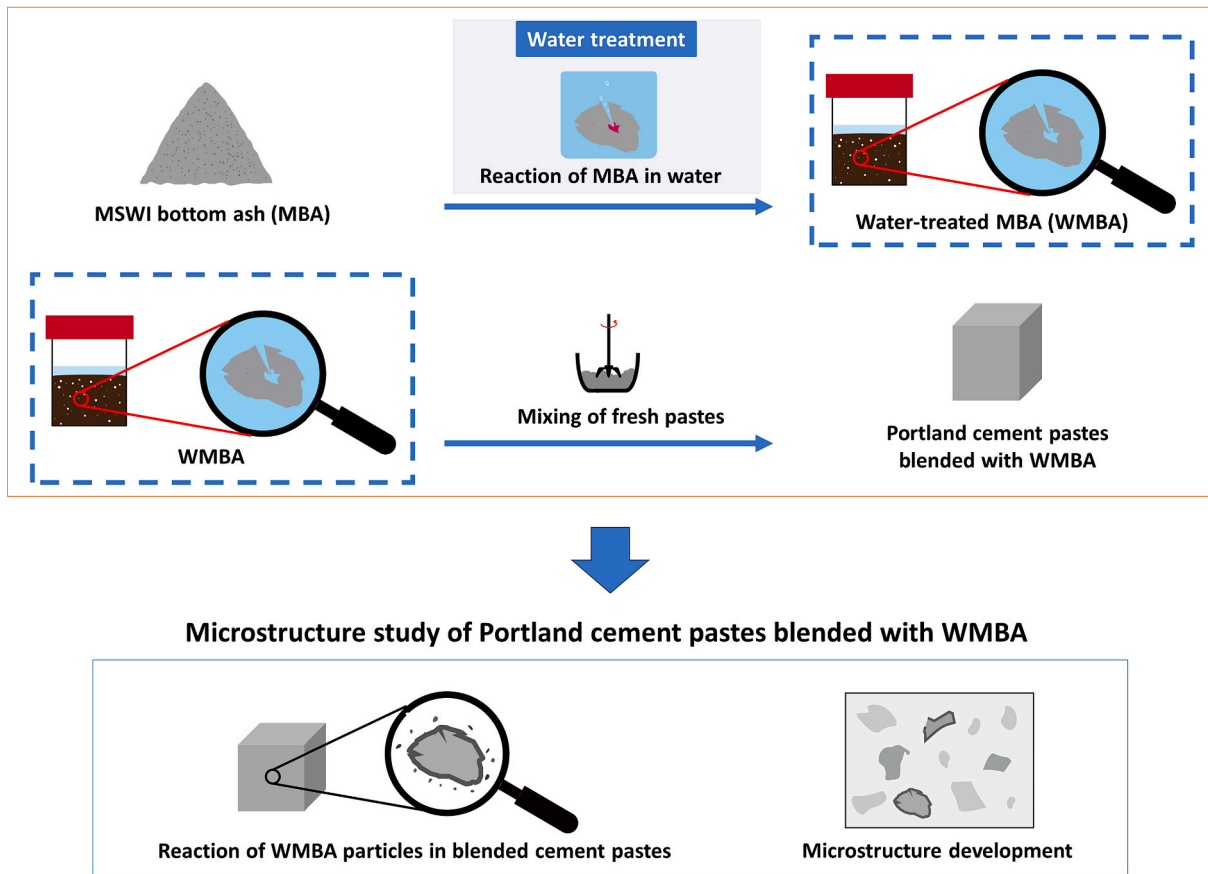 Water treatment
Reaction of MBA in water
MSWI bottom ash (MBA)
Water-treated MBA (WMBA)
WMBA
Mixing of fresh pastes
Portland cement pastes
blended with WMBA
Microstructure study of Portland cement pastes blended with WMBA
Reaction of WMBA particles in blended cement pastes
Microstructure development